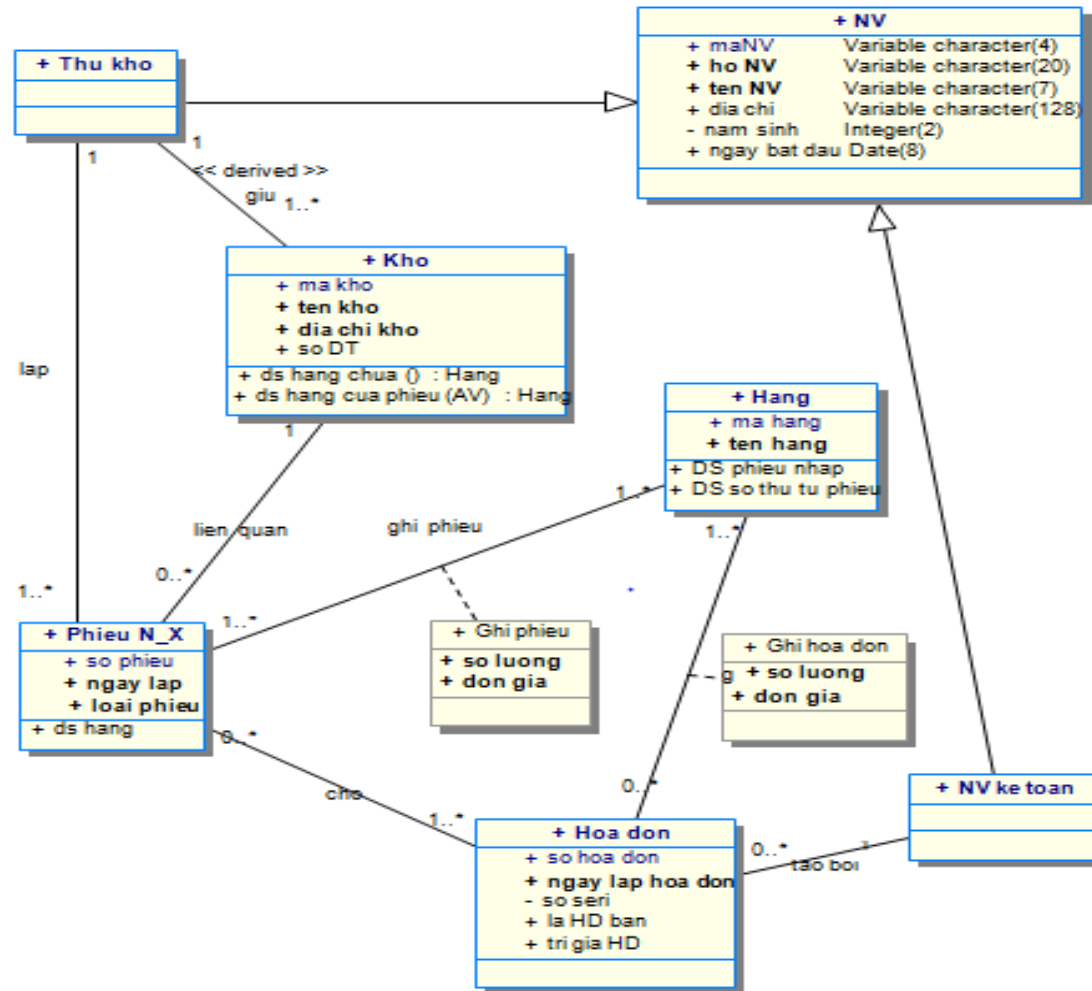 + NV
+ maNV Variable character(4)
+ ho NV Variable character(20)
+ ten NV Variable character(7)
+ dia chi Variable character(128)
- nam sinh Integer(2)
+ ngay bat dau Date(8)
+ Thu kho
1
1
<< derived >>
giu
1..*
+ Kho
+ ma kho
+ ten kho
+ dia chi kho
+ so DT
+ ds hang chua () : Hang
+ ds hang cua phieu (AV) : Hang
lap
1
+ Hang
+ ma hang
+ ten hang
+ DS phieu nhap
+ DS so thu tu phieu
1..*
ghi phieu
lien quan
1..*
0..*
1..*
*
1..*
+ Phieu N_X
+ so phieu
+ ngay lap
+ loai phieu
+ ds hang
+ Ghi phieu
+ so luong
+ don gia
+ Ghi hoa don
g + so luong
+ don gia
0..*
0..*
cho
1..*
+ NV ke toan
+ Hoa don
+ so hoa don
+ ngay lap hoa don
- so seri
+ la HD ban
+ tri gia HD
0..*
tao boi